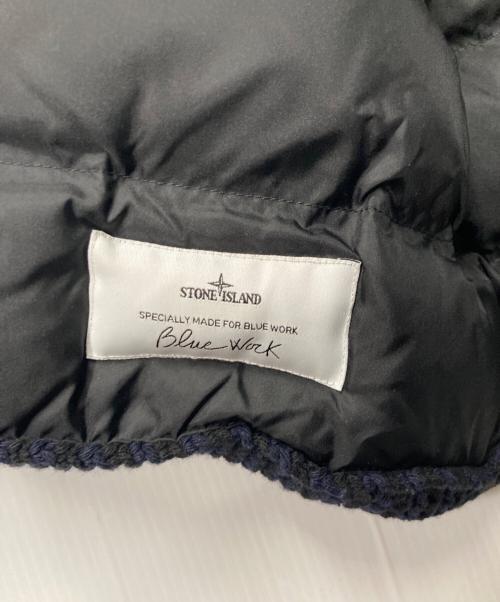 STONE ISLAND
SPECIALLY MADE FOR BLUE WORK
Blue Work